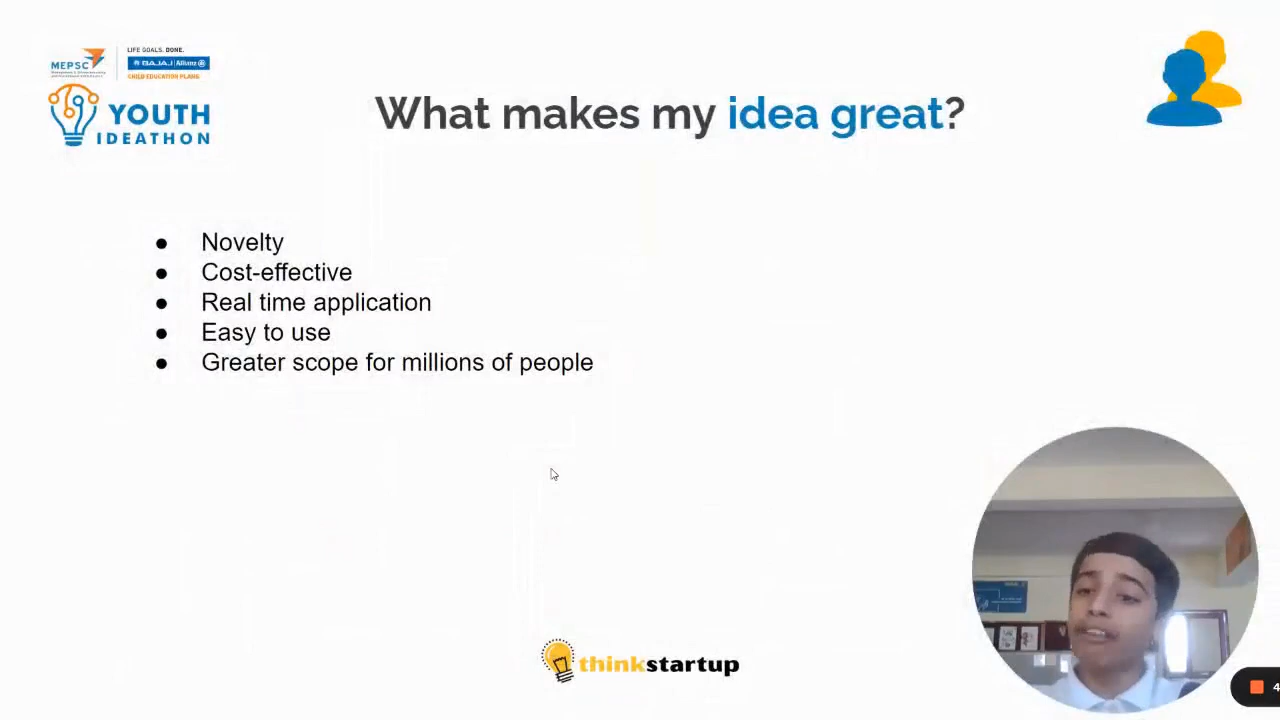 LIFE GOALS. DONE.
MEPSC
BAJAJ Allianz
CHILD EDUCATION PLANS
YOUTH
IDEATHON
What makes my idea great?
● Novelty
● Cost-effective
● Real time application
● Easy to use
● Greater scope for millions of people
thinkstartup
4